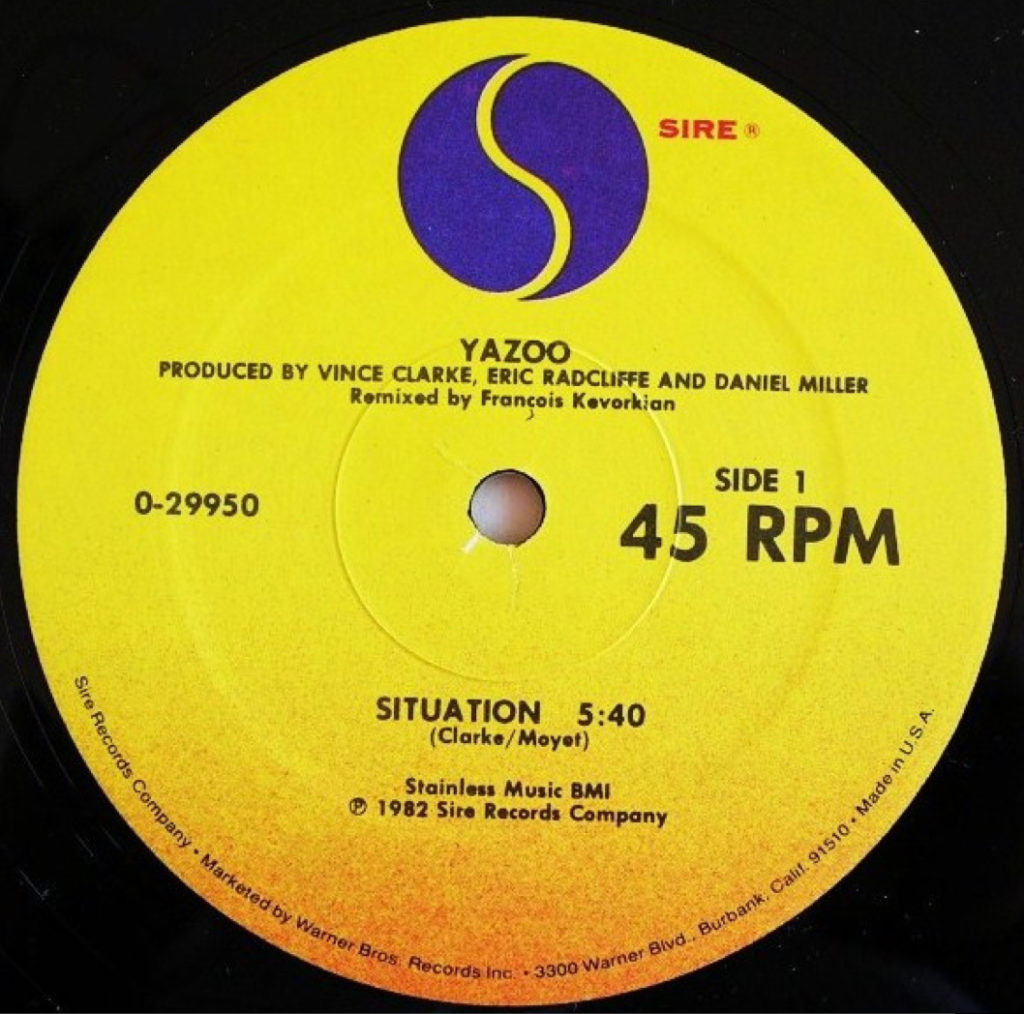 SIRE ®
YAZOO
PRODUCED BY VINCE CLARKE, ERIC RADCLIFFE AND DANIEL MILLER
Remixed by François Kevorkian
0-29950
SIDE 1
45 RPM
SITUATION 5:40
(Clarke/Moyet)
Stainless Music BMI
℗ 1982 Sire Records Company
Sire Records Company • Marketed by Warner Bros. Records Inc. • 3300 Warner Blvd., Burbank, Calif. 91510 • Made in U.S.A.